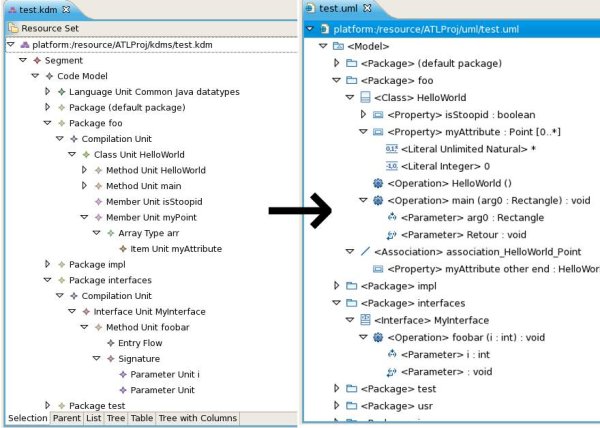 test.kdm
Resource Set
platform:/resource/ATLProj/kdms/test.kdm
Segment
Code Model
Language Unit Common Java datatypes
Package (default package)
Package foo
Compilation Unit
Class Unit HelloWorld
Method Unit HelloWorld
Method Unit main
Member Unit isStoopid
Member Unit myPoint
Array Type arr
Item Unit myAttribute
Package impl
Package interfaces
Compilation Unit
Interface Unit MyInterface
Method Unit foobar
Entry Flow
Signature
Parameter Unit i
Parameter Unit
Package test
Selection Parent List Tree Table Tree with Columns
test.uml
platform:/resource/ATLProj/uml/test.uml
<Model>
<Package> (default package)
<Package> foo
<Class> HelloWorld
<Property> isStoopid : boolean
<Property> myAttribute : Point [0..*]
<Literal Unlimited Natural> *
<Literal Integer> 0
<Operation> HelloWorld ()
<Operation> main (arg0 : Rectangle) : void
<Parameter> arg0 : Rectangle
<Parameter> Retour : void
<Association> association_HelloWorld_Point
<Property> myAttribute other end : HelloWor
<Package> impl
<Package> interfaces
<Interface> MyInterface
<Operation> foobar (i : int) : void
<Parameter> i : int
<Parameter> : void
<Package> test
<Package> usr